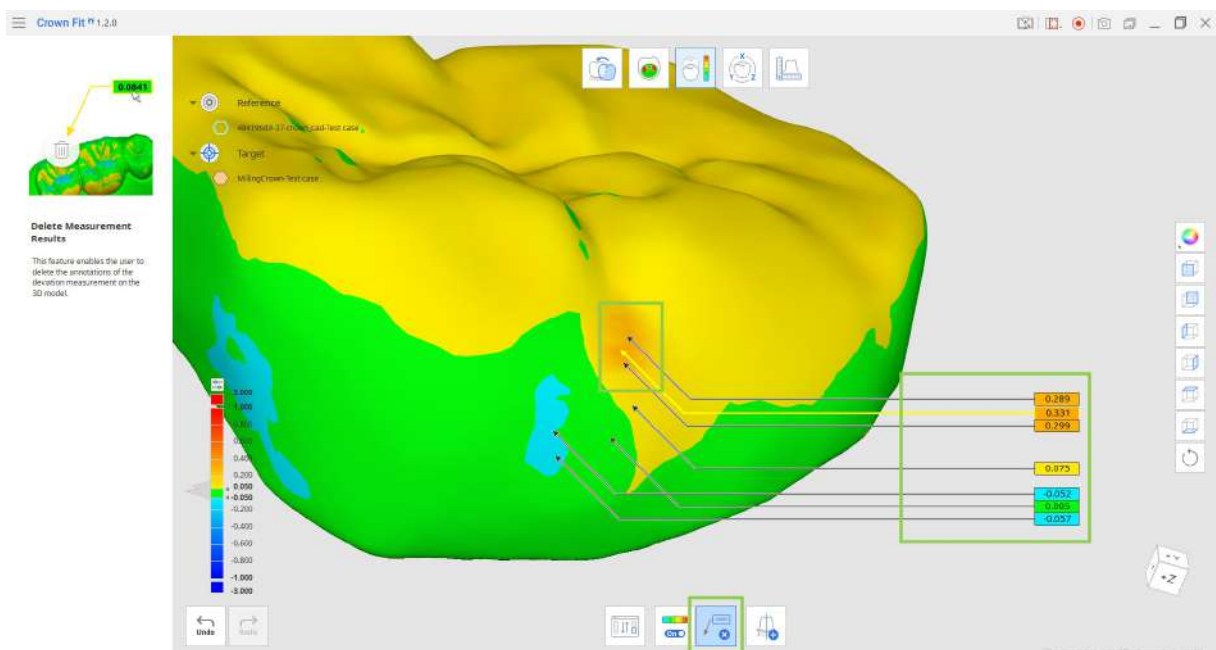 Crown Fit 1.2.0
0.0041
Delete Measurement
Results
This feature enables the user to
delete the annotations of the
deviation measurement on the
3D model.
Reference
Target
MillingCrown-Test case
3.000
1.000
0.200
0.050
-0.050
-0.200
-0.400
-0.600
-0.800
-1.000
-3.000
X
Y
Z
0.289
0.331
0.299
0.075
-0.052
0.005
-0.057
+Z
Undo
Redo
On